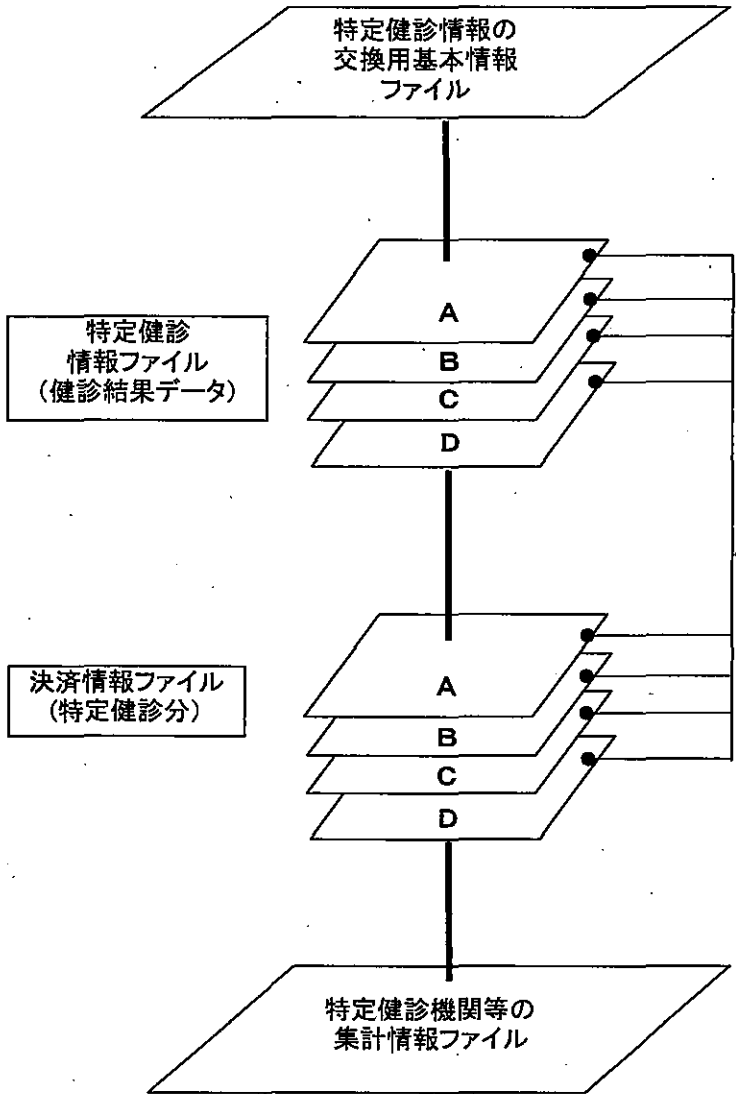 特定健診情報の
交換用基本情報
ファイル
A
B
C
D
特定健診
情報ファイル
（健診結果データ）
A
B
C
D
決済情報ファイル
（特定健診分）
特定健診機関等の
集計情報ファイル